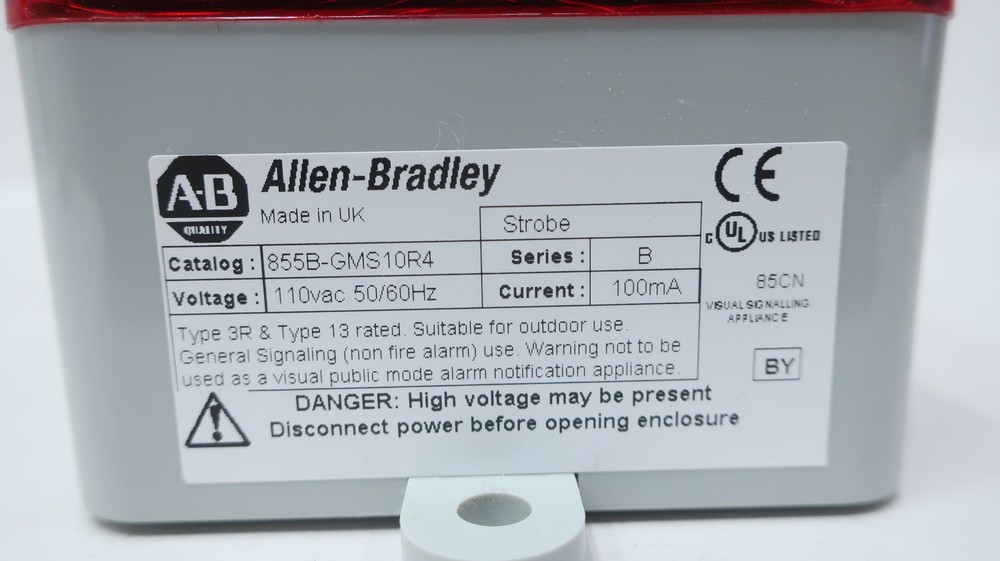 A-B
QUALITY
Allen-Bradley
Made in UK
Strobe
Catalog : 855B-GMS10R4 Series : B
Voltage : 110vac 50/60Hz Current : 100mA
Type 3R & Type 13 rated. Suitable for outdoor use.
General Signaling (non fire alarm) use. Warning not to be
used as a visual public mode alarm notification appliance.
DANGER: High voltage may be present
Disconnect power before opening enclosure
CE
C UL US LISTED
85CN
VISUAL SIGNALLING
APPLIANCE
BY